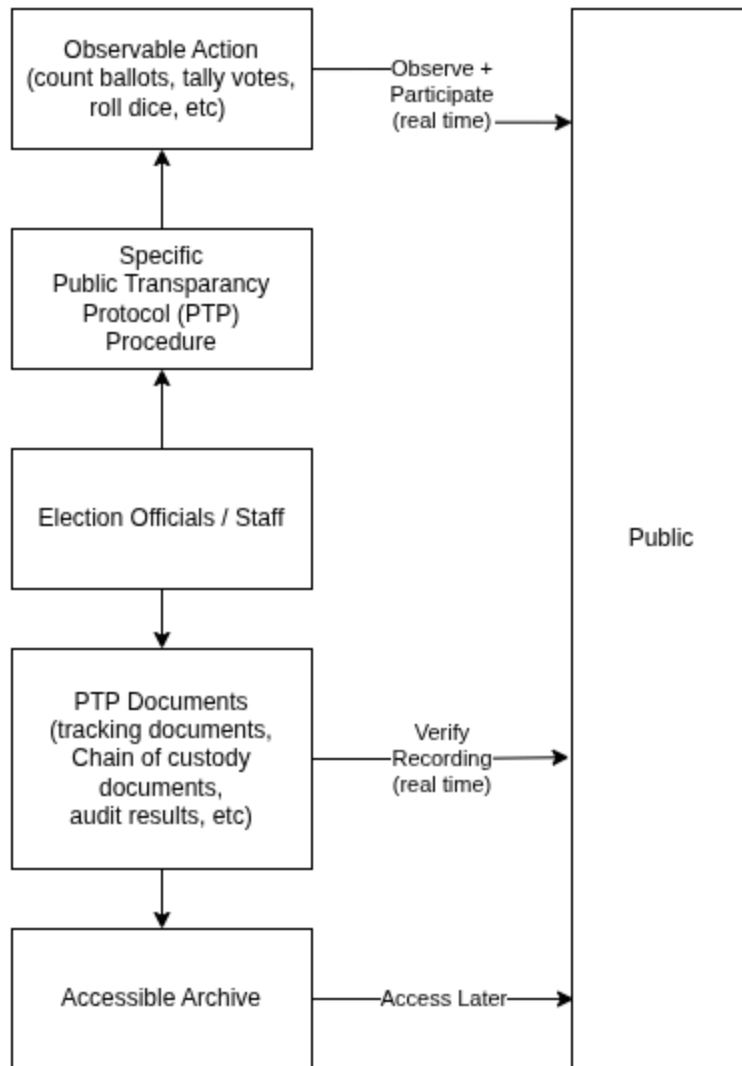 Observable Action
(count ballots, tally votes,
roll dice, etc)
Observe +
Participate
(real time)
Specific
Public Transparancy
Protocol (PTP)
Procedure
Election Officials / Staff
Public
PTP Documents
(tracking documents,
Chain of custody
documents,
audit results, etc)
Verify
Recording
(real time)
Accessible Archive
Access Later